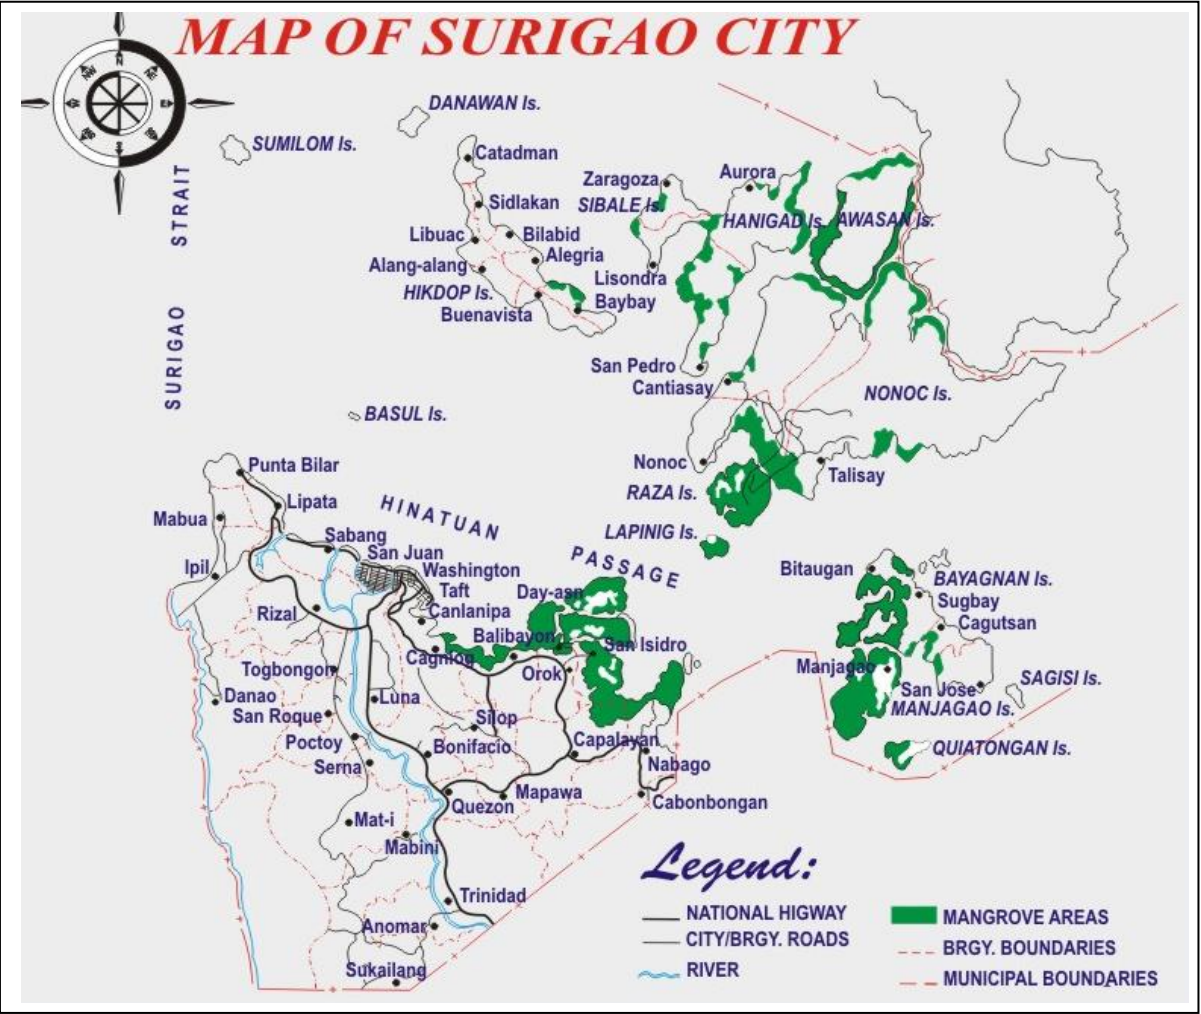 MAP OF SURIGAO CITY
N
NE
E
SE
S
SW
W
NW
DANAWAN Is.
SUMILOM Is.
SURIGAO STRAIT
Catadman
Sidlakan
Libuac
Bilabid
Alegria
Alang-alang
HIKDOP Is.
Baybay
Buenavista
Zaragoza
SIBALE Is.
Aurora
HANIGAD Is.
AWASAN Is.
Lisondra
San Pedro
Cantiasay
NONOC Is.
BASUL Is.
Nonoc
Talisay
RAZA Is.
LAPINIG Is.
HINATUAN PASSAGE
Punta Bilar
Lipata
Mabua
Sabang
San Juan
Ipil
Washington
Taft
Rizal
Canlanipa
Day-asn
Balibayon
San Isidro
Cagniog
Orok
Togbongon
Danao
Luna
San Roque
Silop
Poctoy
Bonifacio
Capalayan
Serna
Nabago
Mapawa
Quezon
Cabonbongan
Mat-i
Mabini
Trinidad
Anomar
Sukailang
Bitaugan
BAYAGNAN Is.
Sugbay
Cagutsan
Manjagao
San Jose
SAGISI Is.
MANJAGAO Is.
QUIATONGAN Is.
Legend:
NATIONAL HIGWAY
CITY/BRGY. ROADS
RIVER
MANGROVE AREAS
BRGY. BOUNDARIES
MUNICIPAL BOUNDARIES